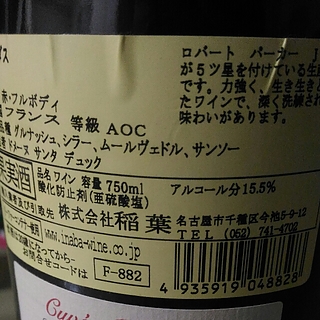 ロバート パーカー J
が5ツ星を付けている生産
です。力強く、生き生きと
たワインで、深く洗練され
味わいがあります。
赤・フルボディ
フランス 等級 AOC
グルナッシュ、シラー、ムールヴェドル、サンソー
ドメーヌ サンタ デュック
品名 ワイン 容量 750ml
酸化防止剤(亜硫酸塩)
アルコール分 15.5%
引取先 株式会社 稲葉
名古屋市千種区今池5-9-12
TEL (052) 741-4702
www.inaba-wine.co.jp
お問合せコードは F-882
4 935919 048828
Cuvée